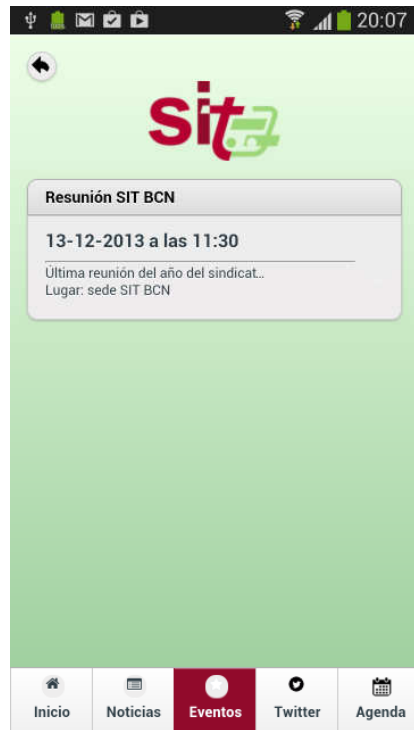 20:07
sit
Resunión SIT BCN
13-12-2013 a las 11:30
Última reunión del año del sindicat...
Lugar: sede SIT BCN
Inicio Noticias Eventos Twitter Agenda